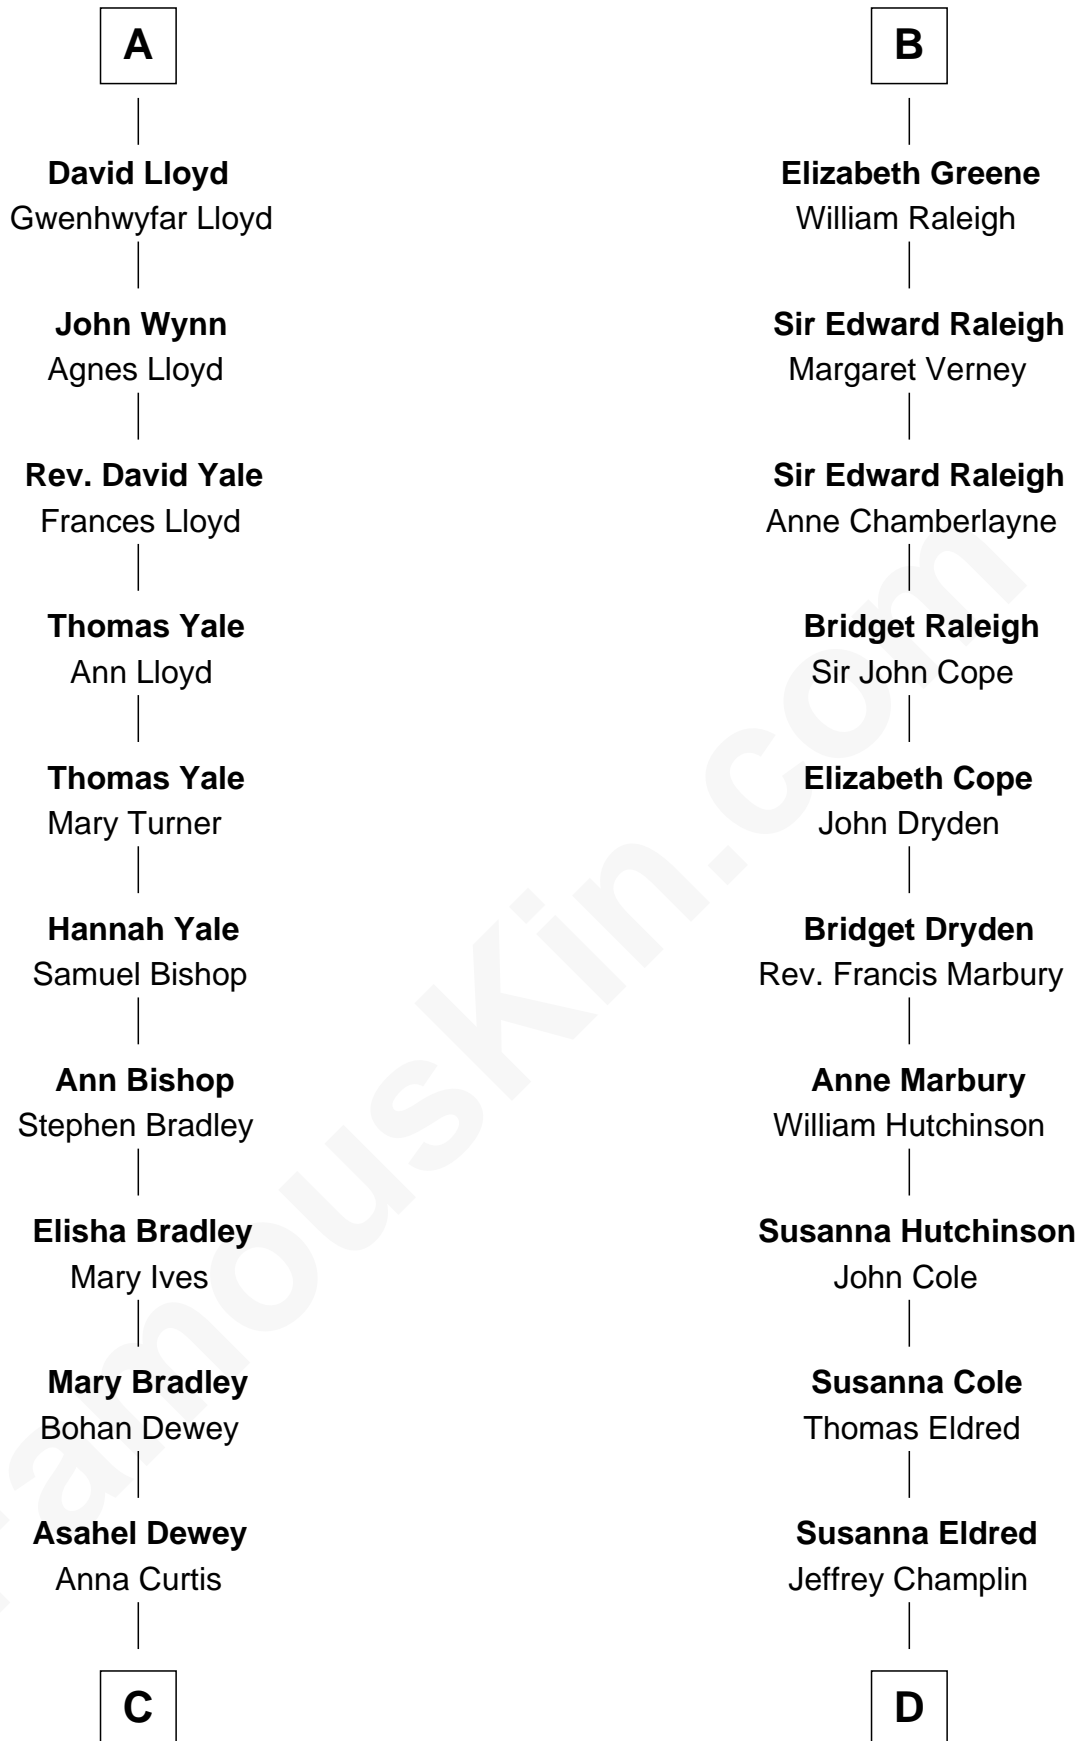 A
David Lloyd
Gwenhwyfar Lloyd
John Wynn
Agnes Lloyd
Rev. David Yale
Frances Lloyd
Thomas Yale
Ann Lloyd
Thomas Yale
Mary Turner
Hannah Yale
Samuel Bishop
Ann Bishop
Stephen Bradley
Elisha Bradley
Mary Ives
Mary Bradley
Bohan Dewey
Asahel Dewey
Anna Curtis
C
B
Elizabeth Greene
William Raleigh
Sir Edward Raleigh
Margaret Verney
Sir Edward Raleigh
Anne Chamberlayne
Bridget Raleigh
Sir John Cope
Elizabeth Cope
John Dryden
Bridget Dryden
Rev. Francis Marbury
Anne Marbury
William Hutchinson
Susanna Hutchinson
John Cole
Susanna Cole
Thomas Eldred
Susanna Eldred
Jeffrey Champlin
D
FamousKin.com